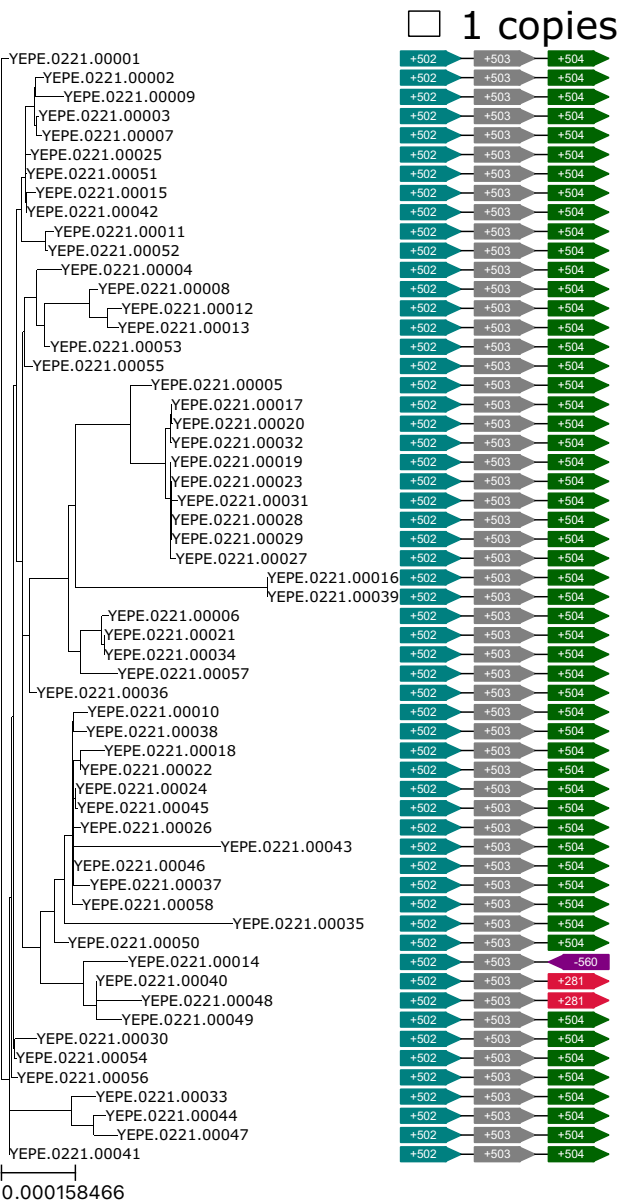 1 copies
YEPE.0221.00001 +502 +503 +504
YEPE.0221.00002 +502 +503 +504
YEPE.0221.00009 +502 +503 +504
YEPE.0221.00003 +502 +503 +504
YEPE.0221.00007 +502 +503 +504
YEPE.0221.00025 +502 +503 +504
YEPE.0221.00051 +502 +503 +504
YEPE.0221.00015 +502 +503 +504
YEPE.0221.00042 +502 +503 +504
YEPE.0221.00011 +502 +503 +504
YEPE.0221.00052 +502 +503 +504
YEPE.0221.00004 +502 +503 +504
YEPE.0221.00008 +502 +503 +504
YEPE.0221.00012 +502 +503 +504
YEPE.0221.00013 +502 +503 +504
YEPE.0221.00053 +502 +503 +504
YEPE.0221.00055 +502 +503 +504
YEPE.0221.00005 +502 +503 +504
YEPE.0221.00017 +502 +503 +504
YEPE.0221.00020 +502 +503 +504
YEPE.0221.00032 +502 +503 +504
YEPE.0221.00019 +502 +503 +504
YEPE.0221.00023 +502 +503 +504
YEPE.0221.00031 +502 +503 +504
YEPE.0221.00028 +502 +503 +504
YEPE.0221.00029 +502 +503 +504
YEPE.0221.00027 +502 +503 +504
YEPE.0221.00016 +502 +503 +504
YEPE.0221.00039 +502 +503 +504
YEPE.0221.00006 +502 +503 +504
YEPE.0221.00021 +502 +503 +504
YEPE.0221.00034 +502 +503 +504
YEPE.0221.00057 +502 +503 +504
YEPE.0221.00036 +502 +503 +504
YEPE.0221.00010 +502 +503 +504
YEPE.0221.00038 +502 +503 +504
YEPE.0221.00018 +502 +503 +504
YEPE.0221.00022 +502 +503 +504
YEPE.0221.00024 +502 +503 +504
YEPE.0221.00045 +502 +503 +504
YEPE.0221.00026 +502 +503 +504
YEPE.0221.00043 +502 +503 +504
YEPE.0221.00046 +502 +503 +504
YEPE.0221.00037 +502 +503 +504
YEPE.0221.00058 +502 +503 +504
YEPE.0221.00035 +502 +503 +504
YEPE.0221.00050 +502 +503 +504
YEPE.0221.00014 +502 +503 -560
YEPE.0221.00040 +502 +503 +281
YEPE.0221.00048 +502 +503 +281
YEPE.0221.00049 +502 +503 +504
YEPE.0221.00030 +502 +503 +504
YEPE.0221.00054 +502 +503 +504
YEPE.0221.00056 +502 +503 +504
YEPE.0221.00033 +502 +503 +504
YEPE.0221.00044 +502 +503 +504
YEPE.0221.00047 +502 +503 +504
YEPE.0221.00041 +502 +503 +504
0.000158466